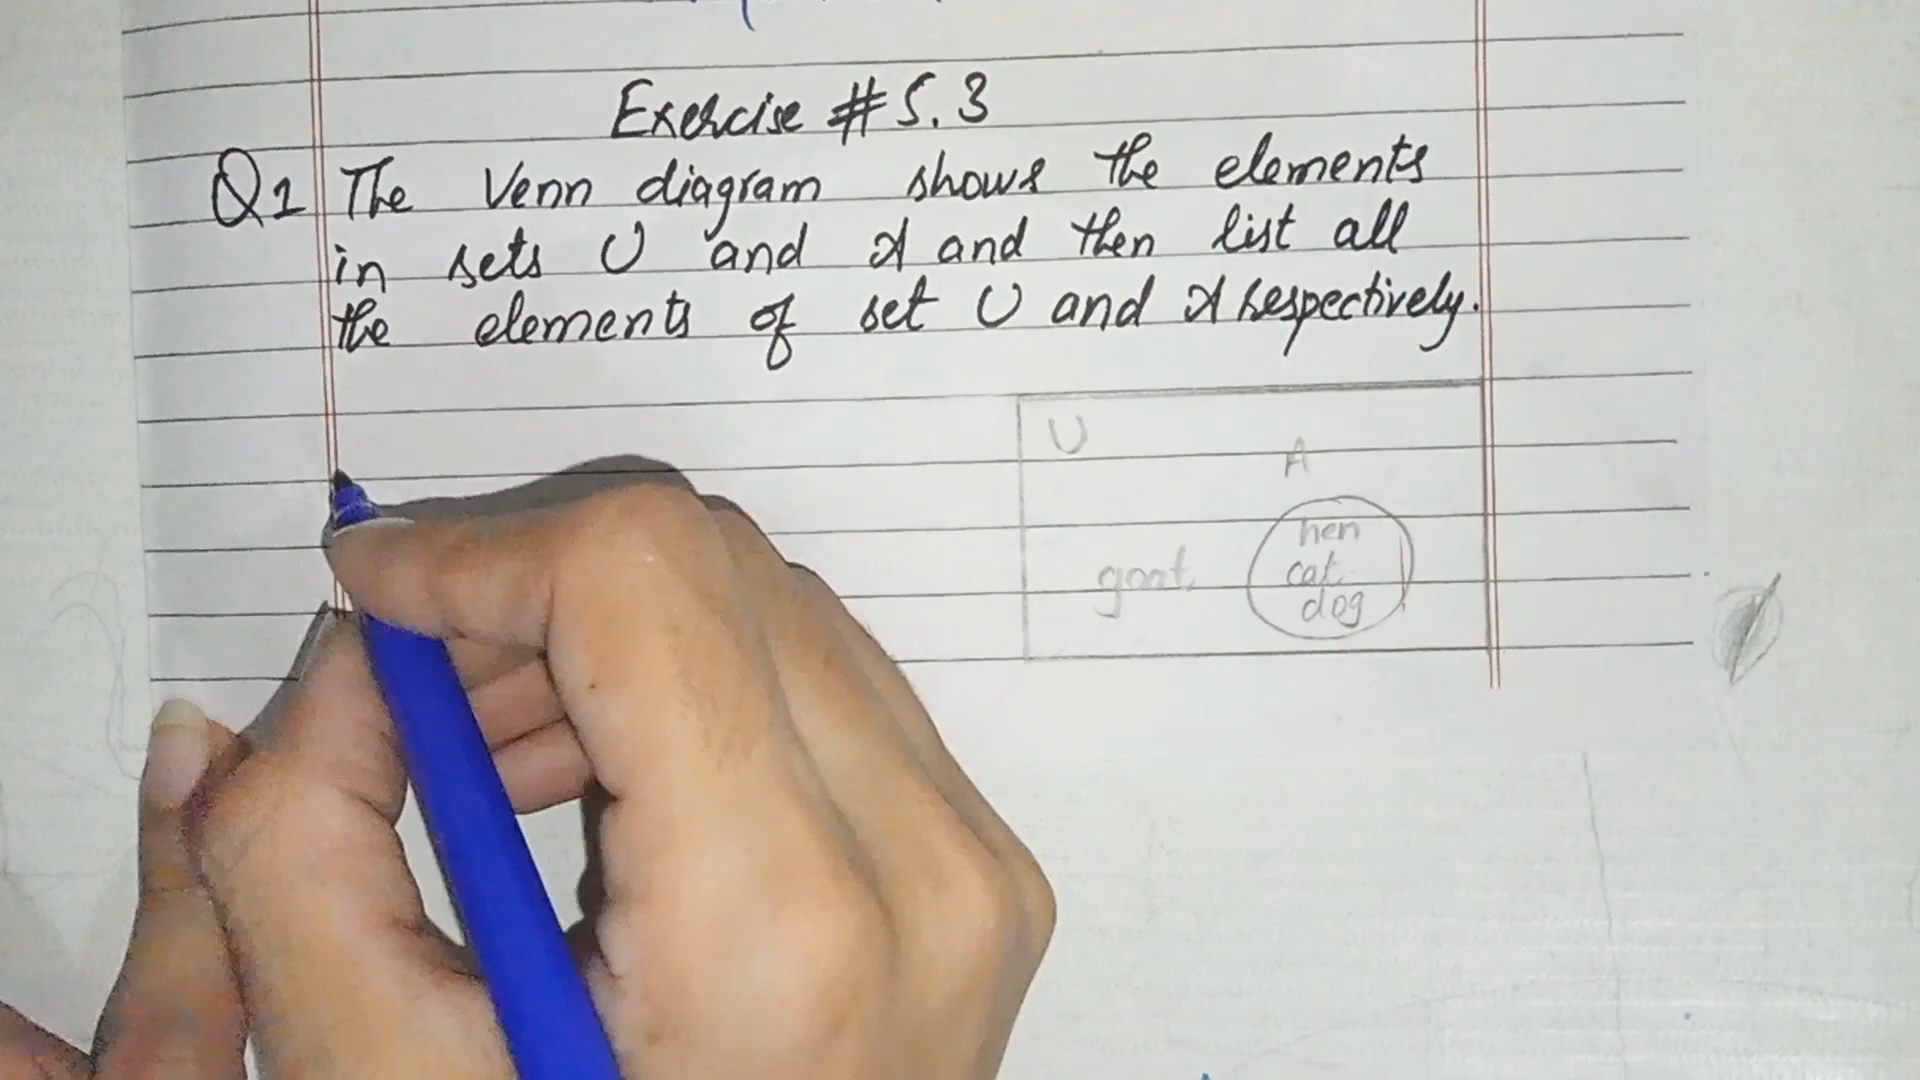 Exercise #5.3
Q1 The Venn diagram shows the elements
in sets U and A and then list all
the elements of set U and A respectively.
U
A
hen
goat cat
dog